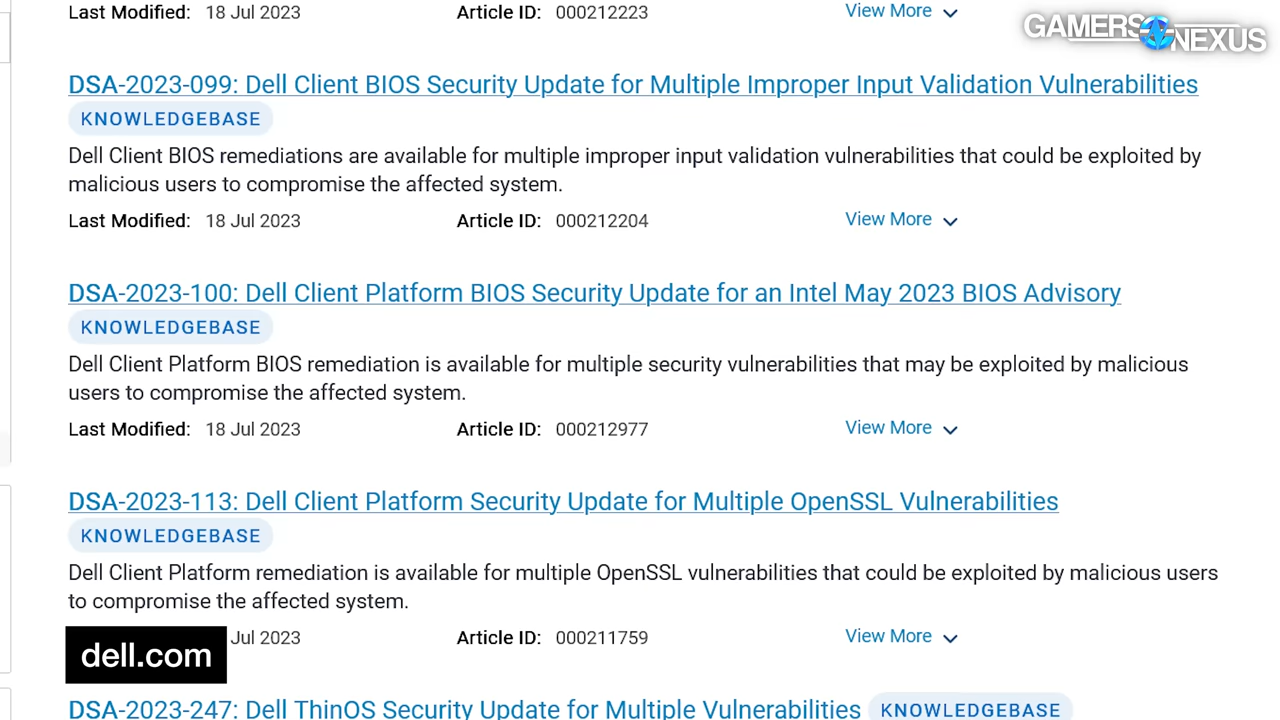 Last Modified: 18 Jul 2023 Article ID: 000212223 View More
GAMERS NEXUS
DSA-2023-099: Dell Client BIOS Security Update for Multiple Improper Input Validation Vulnerabilities
KNOWLEDGEBASE
Dell Client BIOS remediations are available for multiple improper input validation vulnerabilities that could be exploited by
malicious users to compromise the affected system.
Last Modified: 18 Jul 2023 Article ID: 000212204 View More
DSA-2023-100: Dell Client Platform BIOS Security Update for an Intel May 2023 BIOS Advisory
KNOWLEDGEBASE
Dell Client Platform BIOS remediation is available for multiple security vulnerabilities that may be exploited by malicious
users to compromise the affected system.
Last Modified: 18 Jul 2023 Article ID: 000212977 View More
DSA-2023-113: Dell Client Platform Security Update for Multiple OpenSSL Vulnerabilities
KNOWLEDGEBASE
Dell Client Platform remediation is available for multiple OpenSSL vulnerabilities that could be exploited by malicious users
to compromise the affected system.
Jul 2023 Article ID: 000211759 View More
dell.com
DSA-2023-247: Dell ThinOS Security Update for Multiple Vulnerabilities KNOWLEDGEBASE